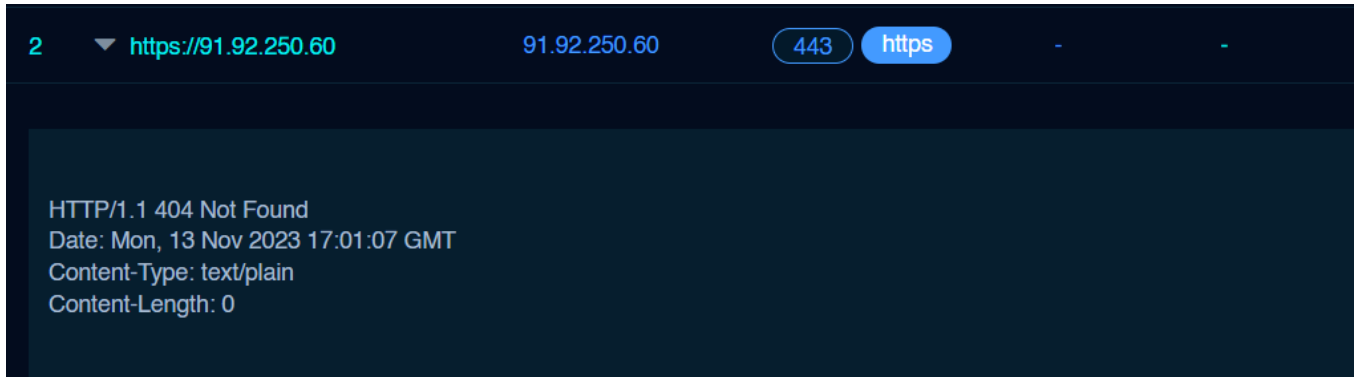 2 https://91.92.250.60 91.92.250.60 443 https - -
HTTP/1.1 404 Not Found
Date: Mon, 13 Nov 2023 17:01:07 GMT
Content-Type: text/plain
Content-Length: 0